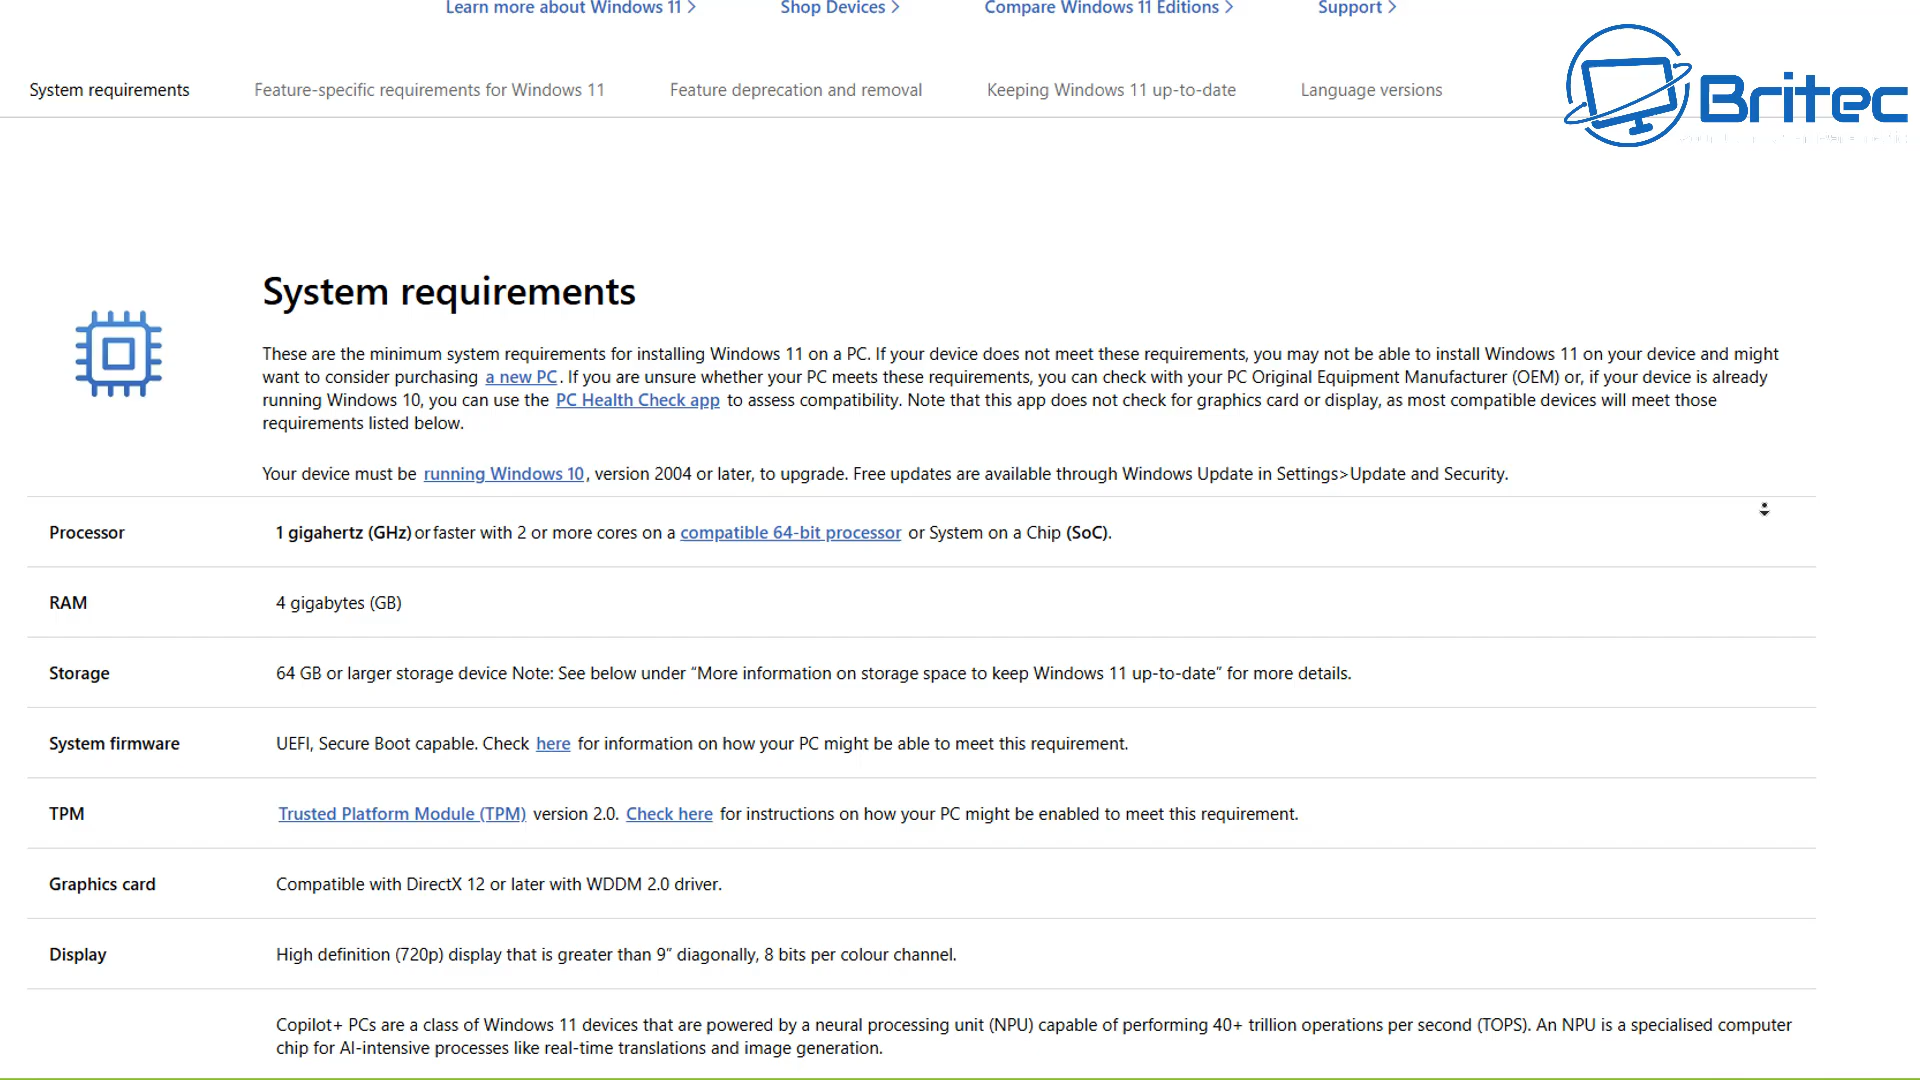 Learn more about Windows 11 >
Shop Devices >
Compare Windows 11 Editions >
Support >
System requirements
Feature-specific requirements for Windows 11
Feature deprecation and removal
Keeping Windows 11 up-to-date
Language versions
Britec
System requirements
These are the minimum system requirements for installing Windows 11 on a PC. If your device does not meet these requirements, you may not be able to install Windows 11 on your device and might
want to consider purchasing a new PC. If you are unsure whether your PC meets these requirements, you can check with your PC Original Equipment Manufacturer (OEM) or, if your device is already
running Windows 10, you can use the PC Health Check app to assess compatibility. Note that this app does not check for graphics card or display, as most compatible devices will meet those
requirements listed below.
Your device must be running Windows 10, version 2004 or later, to upgrade. Free updates are available through Windows Update in Settings>Update and Security.
Processor
1 gigahertz (GHz) or faster with 2 or more cores on a compatible 64-bit processor or System on a Chip (SoC).
RAM
4 gigabytes (GB)
Storage
64 GB or larger storage device Note: See below under “More information on storage space to keep Windows 11 up-to-date” for more details.
System firmware
UEFI, Secure Boot capable. Check here for information on how your PC might be able to meet this requirement.
TPM
Trusted Platform Module (TPM) version 2.0. Check here for instructions on how your PC might be enabled to meet this requirement.
Graphics card
Compatible with DirectX 12 or later with WDDM 2.0 driver.
Display
High definition (720p) display that is greater than 9” diagonally, 8 bits per colour channel.
Copilot+ PCs are a class of Windows 11 devices that are powered by a neural processing unit (NPU) capable of performing 40+ trillion operations per second (TOPS). An NPU is a specialised computer
chip for AI-intensive processes like real-time translations and image generation.